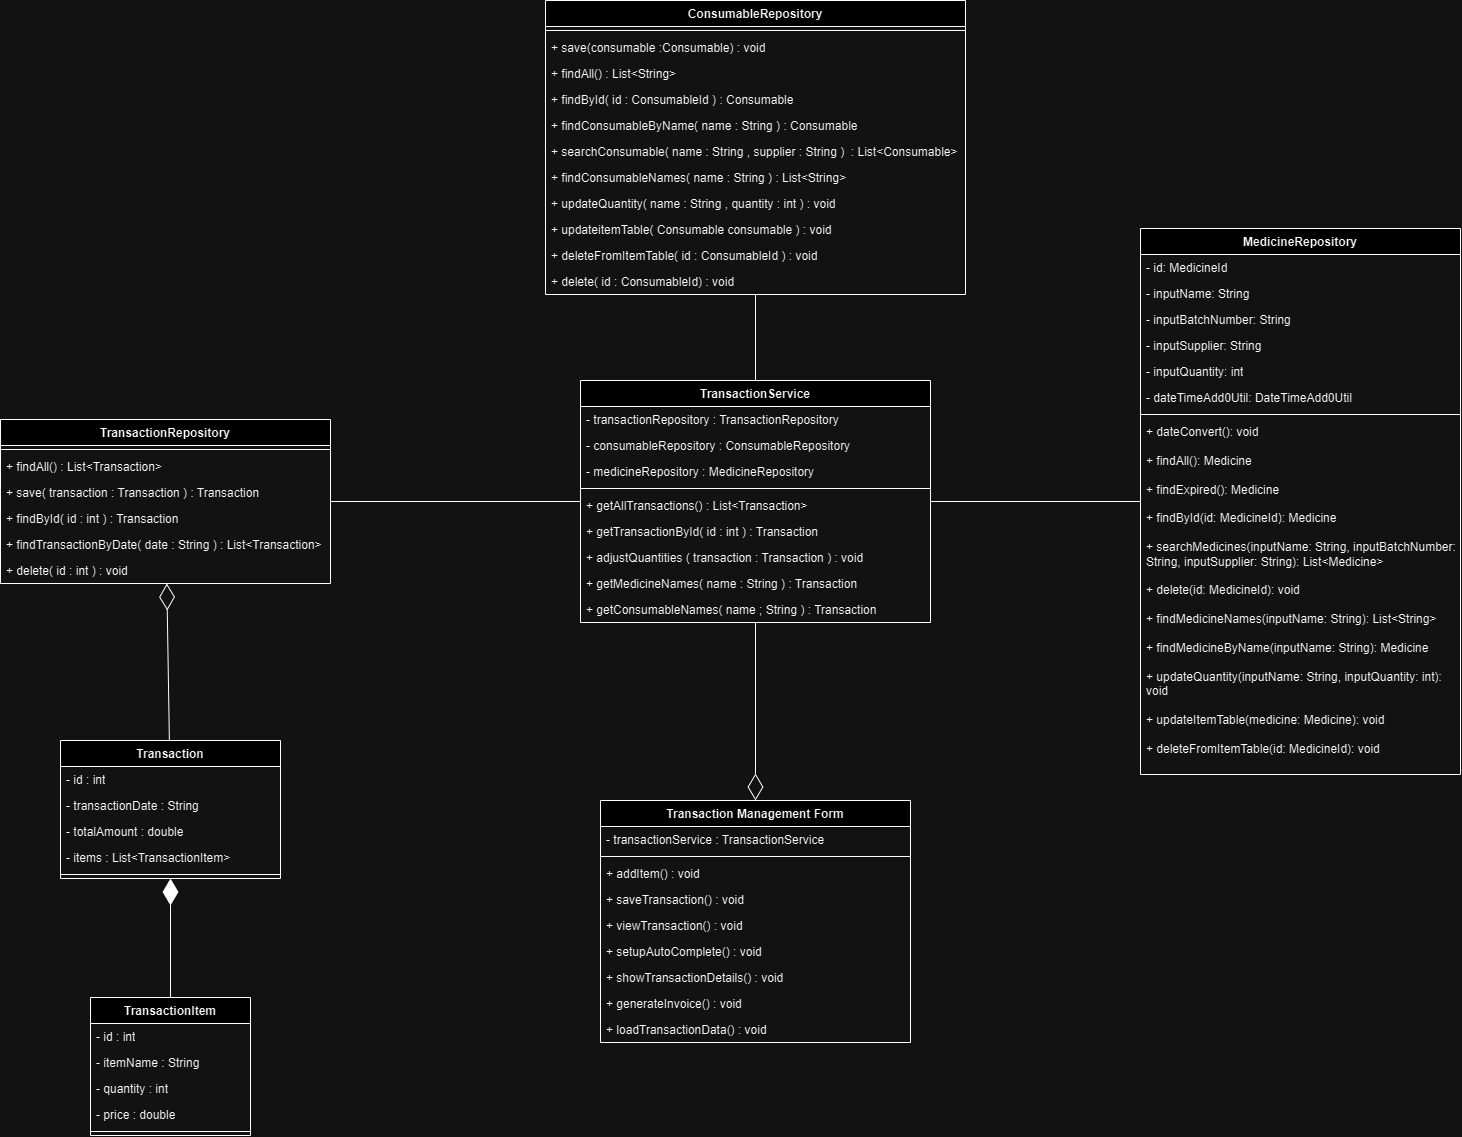 ConsumableRepository
+ save(consumable :Consumable) : void
+ findAll() : List<String>
+ findById( id : ConsumableId ) : Consumable
+ findConsumableByName( name : String ) : Consumable
+ searchConsumable( name : String , supplier : String )  : List<Consumable>
+ findConsumableNames( name : String ) : List<String>
+ updateQuantity( name : String , quantity : int ) : void
+ updateitemTable( Consumable consumable ) : void
+ deleteFromItemTable( id : ConsumableId ) : void
+ delete( id : ConsumableId) : void
MedicineRepository
- id: MedicineId
- inputName: String
- inputBatchNumber: String
- inputSupplier: String
- inputQuantity: int
- dateTimeAdd0Util: DateTimeAdd0Util
+ dateConvert(): void
+ findAll(): Medicine
+ findExpired(): Medicine
+ findById(id: MedicineId): Medicine
+ searchMedicines(inputName: String, inputBatchNumber:
String, inputSupplier: String): List<Medicine>
+ delete(id: MedicineId): void
+ findMedicineNames(inputName: String): List<String>
+ findMedicineByName(inputName: String): Medicine
+ updateQuantity(inputName: String, inputQuantity: int):
void
+ updateItemTable(medicine: Medicine): void
+ deleteFromItemTable(id: MedicineId): void
TransactionService
- transactionRepository : TransactionRepository
- consumableRepository : ConsumableRepository
- medicineRepository : MedicineRepository
+ getAllTransactions() : List<Transaction>
+ getTransactionById( id : int ) : Transaction
+ adjustQuantities ( transaction : Transaction ) : void
+ getMedicineNames( name : String ) : Transaction
+ getConsumableNames( name ; String ) : Transaction
TransactionRepository
+ findAll() : List<Transaction>
+ save( transaction : Transaction ) : Transaction
+ findById( id : int ) : Transaction
+ findTransactionByDate( date : String ) : List<Transaction>
+ delete( id : int ) : void
Transaction
- id : int
- transactionDate : String
- totalAmount : double
- items : List<TransactionItem>
Transaction Management Form
- transactionService : TransactionService
+ addItem() : void
+ saveTransaction() : void
+ viewTransaction() : void
+ setupAutoComplete() : void
+ showTransactionDetails() : void
+ generateInvoice() : void
+ loadTransactionData() : void
TransactionItem
- id : int
- itemName : String
- quantity : int
- price : double